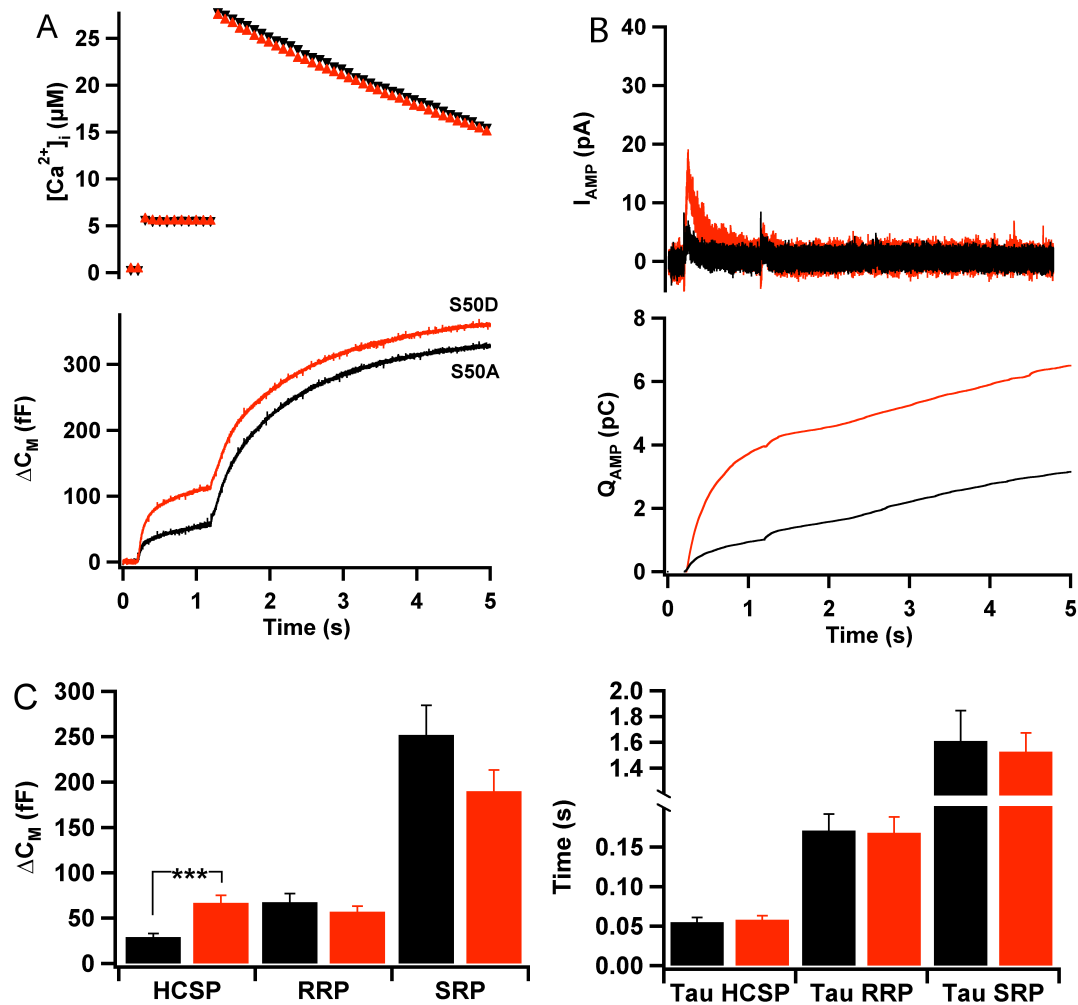 A
[Ca2+]i (µM)
25
20
15
10
5
0
ΔCM (fF)
300
200
100
0
S50D
S50A
0 1 2 3 4 5
Time (s)
B
IAMP (pA)
40
30
20
10
0
QAMP (pC)
8
6
4
2
0
0 1 2 3 4 5
Time (s)
C
ΔCM (fF)
300
250
200
150
100
50
0
***
HCSP RRP SRP
Time (s)
2.0
1.8
1.6
1.4
0.15
0.10
0.05
0.00
Tau HCSP Tau RRP Tau SRP